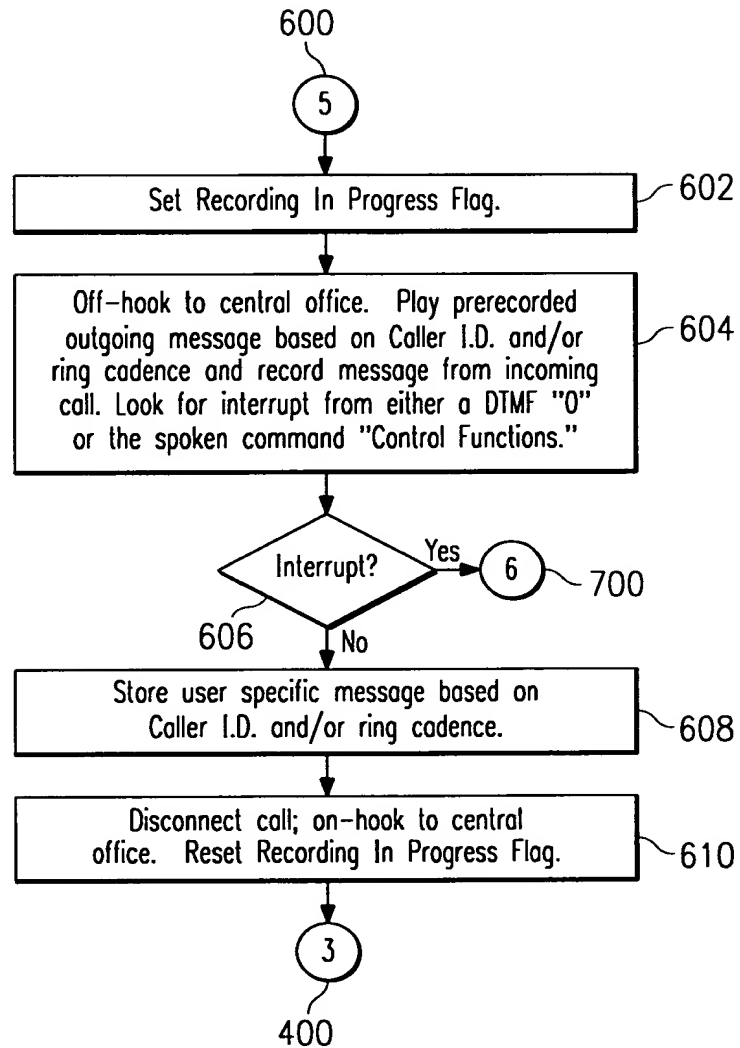 600
5
Set Recording In Progress Flag.
602
Off-hook to central office. Play prerecorded
outgoing message based on Caller I.D. and/or
ring cadence and record message from incoming
call. Look for interrupt from either a DTMF "0"
or the spoken command "Control Functions."
604
Interrupt?
Yes
6
700
606
No
Store user specific message based on
Caller I.D. and/or ring cadence.
608
Disconnect call; on-hook to central
office. Reset Recording In Progress Flag.
610
3
400